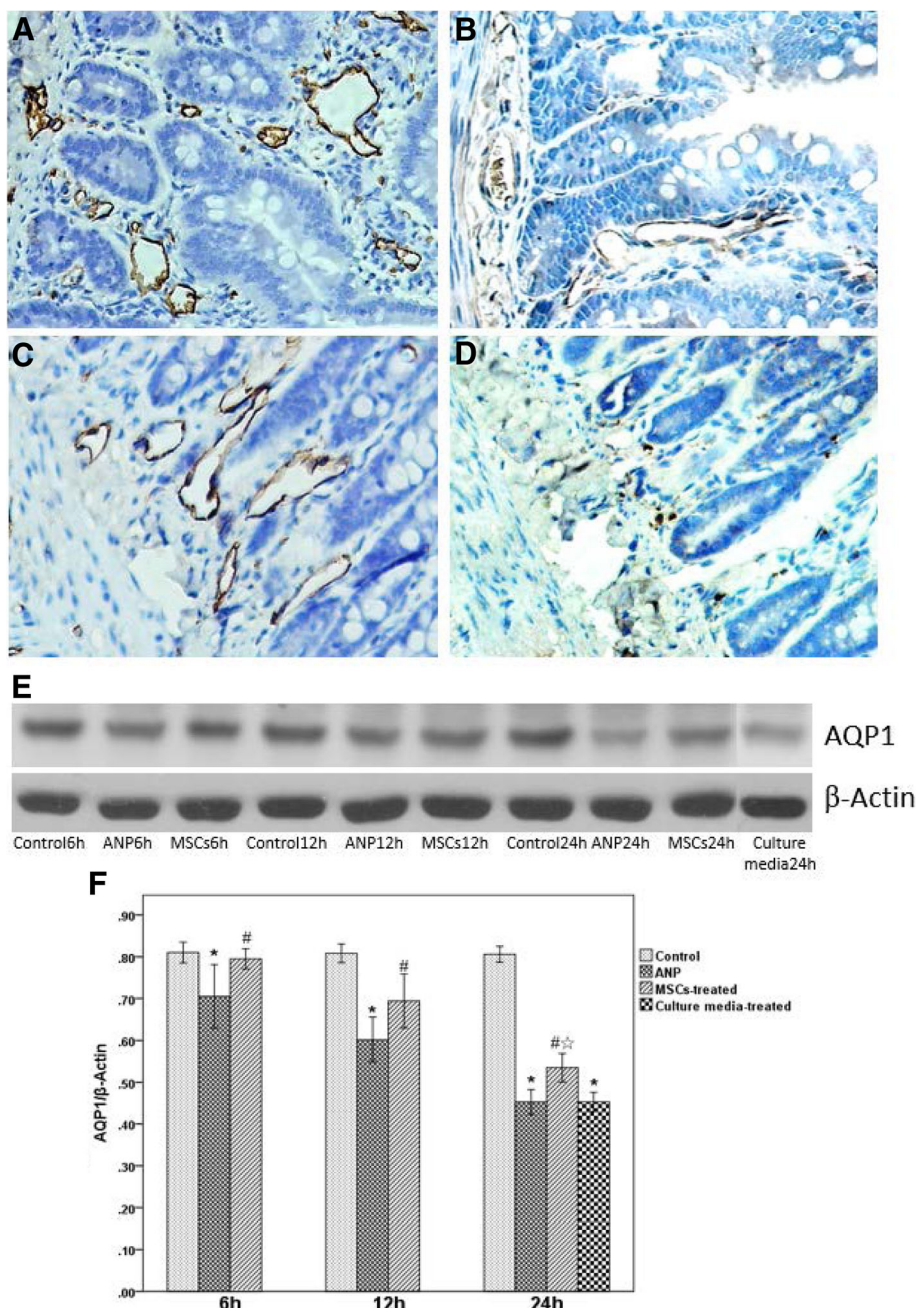 A
B
C
D
E
AQP1
β-Actin
Control6h ANP6h MSCs6h Control12h ANP12h MSCs12h Control24h ANP24h MSCs24h Culture media24h
F
.90
.80
.70
.60
.50
.40
.30
.20
.10
.00
AQP1/β-Actin
* # * # * #☆ *
6h 12h 24h
Control
ANP
MSCs-treated
Culture media-treated